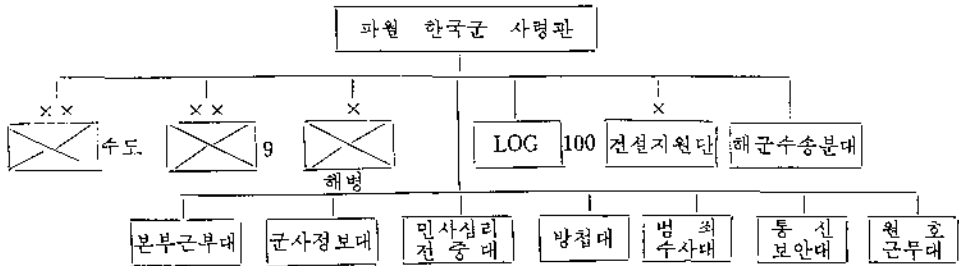 파월 한국군 사령관
×× ×× × ×
수도 9 LOG 100 건설지원단 해군수송분대
해병
본부근무대 군사정보대 민사심리전중대 방첩대 범죄수사대 통신보안대 원호근무대